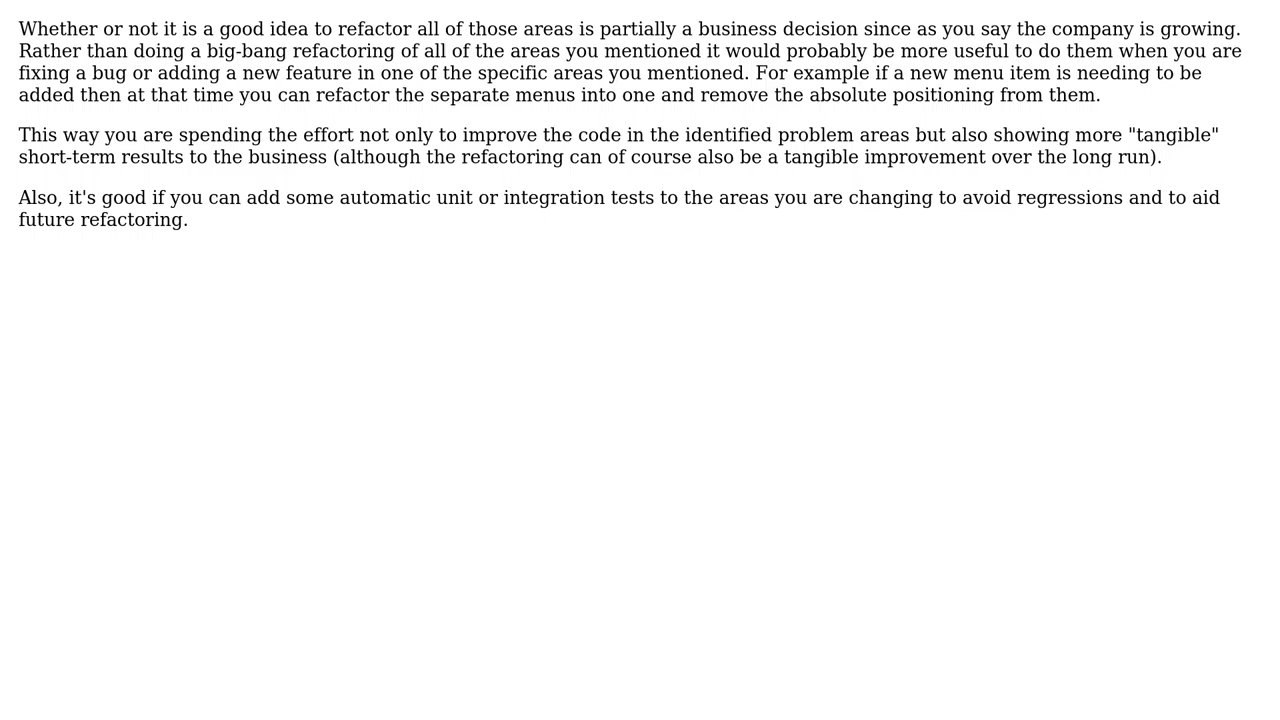 Whether or not it is a good idea to refactor all of those areas is partially a business decision since as you say the company is growing.
Rather than doing a big-bang refactoring of all of the areas you mentioned it would probably be more useful to do them when you are
fixing a bug or adding a new feature in one of the specific areas you mentioned. For example if a new menu item is needing to be
added then at that time you can refactor the separate menus into one and remove the absolute positioning from them.
This way you are spending the effort not only to improve the code in the identified problem areas but also showing more "tangible"
short-term results to the business (although the refactoring can of course also be a tangible improvement over the long run).
Also, it's good if you can add some automatic unit or integration tests to the areas you are changing to avoid regressions and to aid
future refactoring.